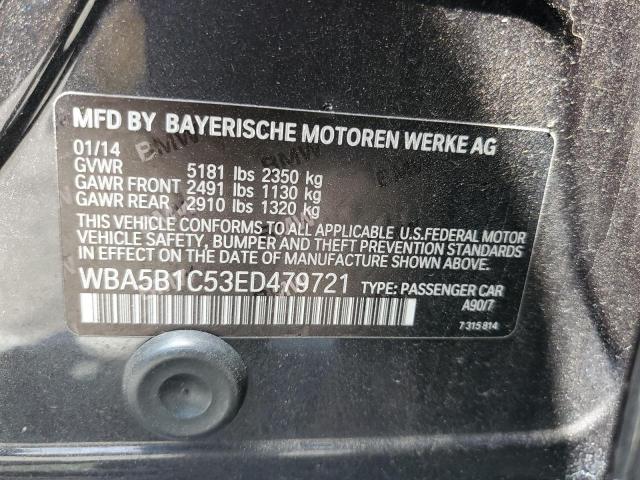 MFD BY BAYERISCHE MOTOREN WERKE AG
01/14
GVWR 5181 lbs 2350 kg
GAWR FRONT 2491 lbs 1130 kg
GAWR REAR 2910 lbs 1320 kg
THIS VEHICLE CONFORMS TO ALL APPLICABLE U.S.FEDERAL MOTOR
VEHICLE SAFETY, BUMPER AND THEFT PREVENTION STANDARDS
IN EFFECT ON THE DATE OF MANUFACTURE SHOWN ABOVE.
WBA5B1C53ED479721 TYPE: PASSENGER CAR
A90/7
7 315 814